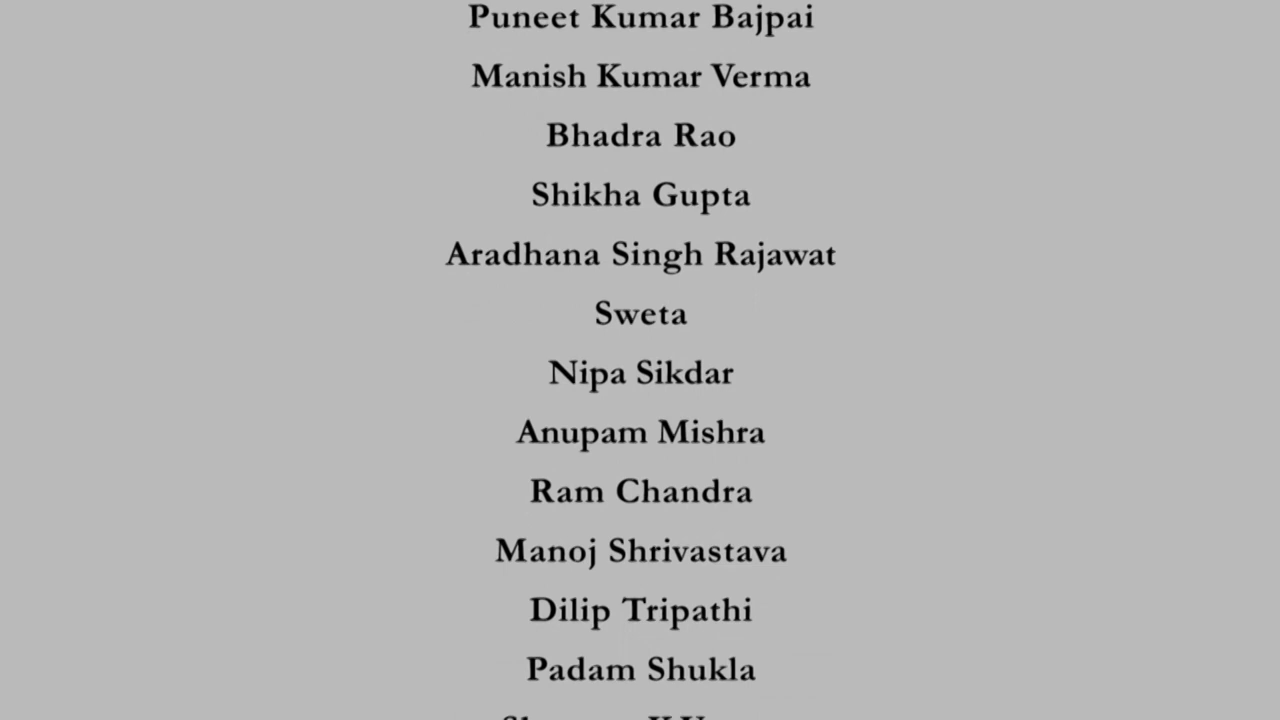 Puneet Kumar Bajpai
Manish Kumar Verma
Bhadra Rao
Shikha Gupta
Aradhana Singh Rajawat
Sweta
Nipa Sikdar
Anupam Mishra
Ram Chandra
Manoj Shrivastava
Dilip Tripathi
Padam Shukla